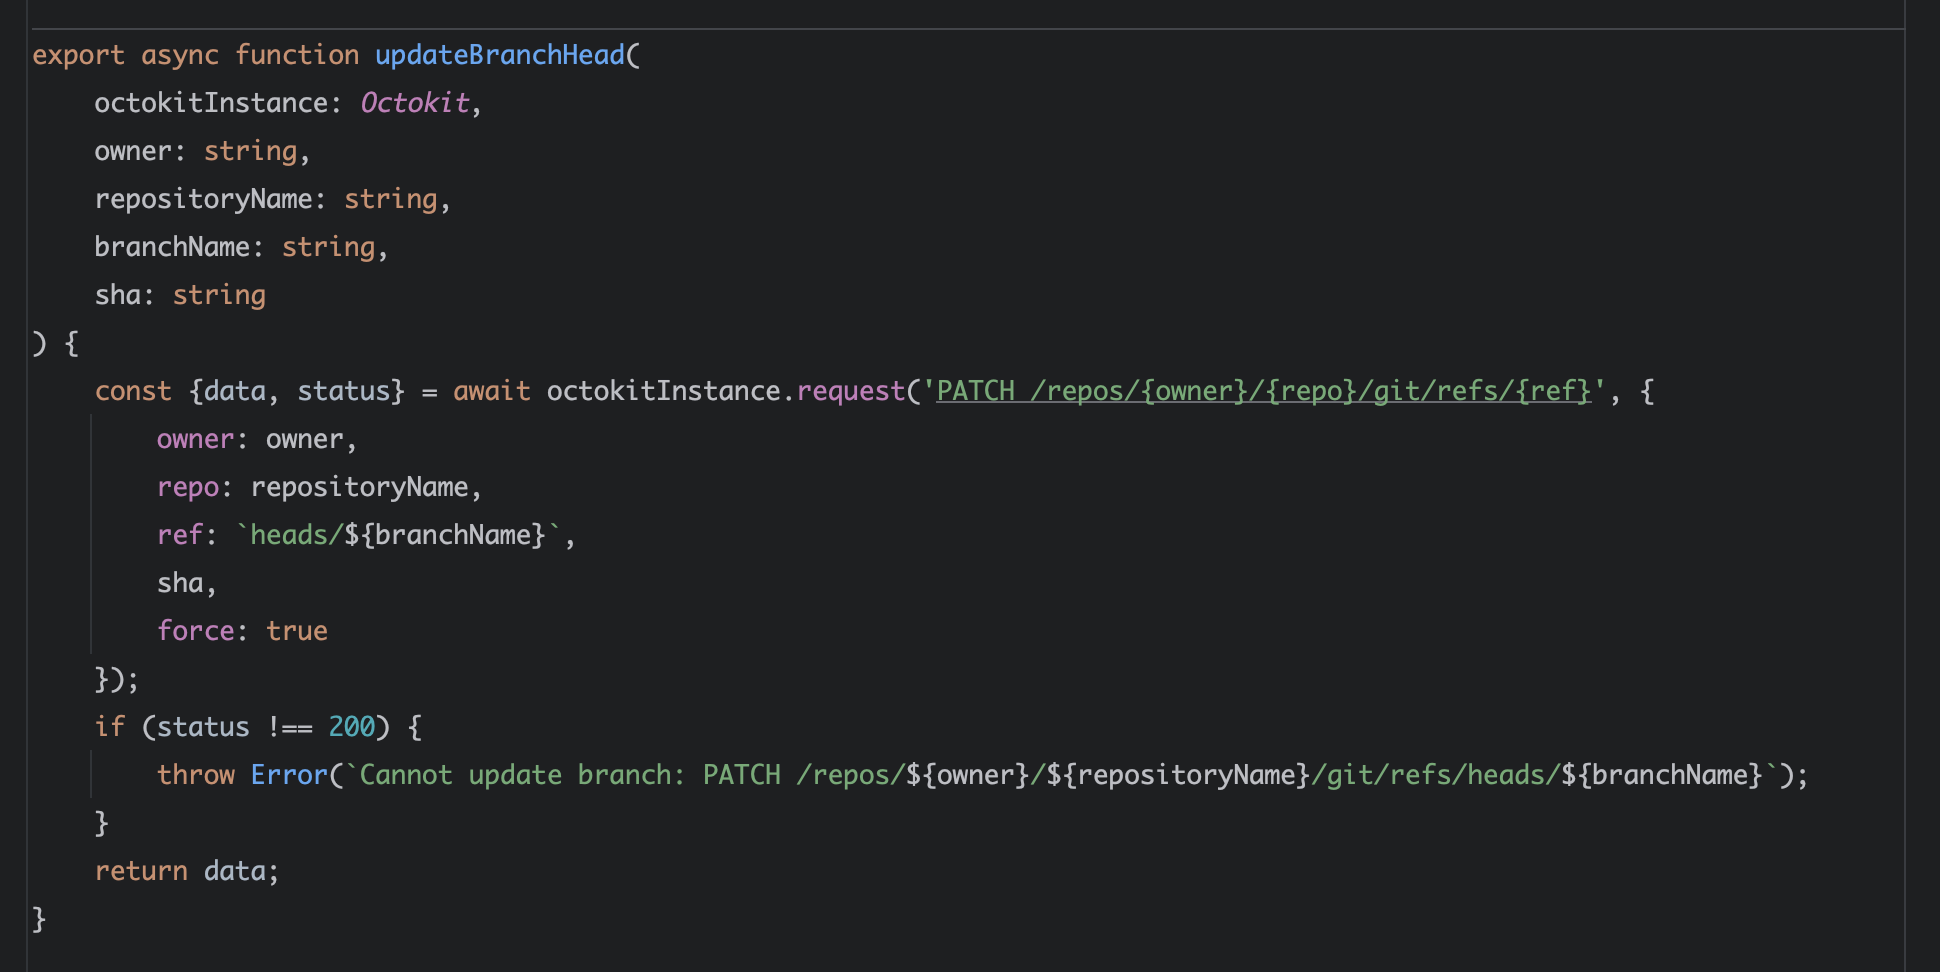 export async function updateBranchHead(
    octokitInstance: Octokit,
    owner: string,
    repositoryName: string,
    branchName: string,
    sha: string
) {
    const {data, status} = await octokitInstance.request('PATCH /repos/{owner}/{repo}/git/refs/{ref}', {
        owner: owner,
        repo: repositoryName,
        ref: `heads/${branchName}`,
        sha,
        force: true
    });
    if (status !== 200) {
        throw Error(`Cannot update branch: PATCH /repos/${owner}/${repositoryName}/git/refs/heads/${branchName}`);
    }
    return data;
}